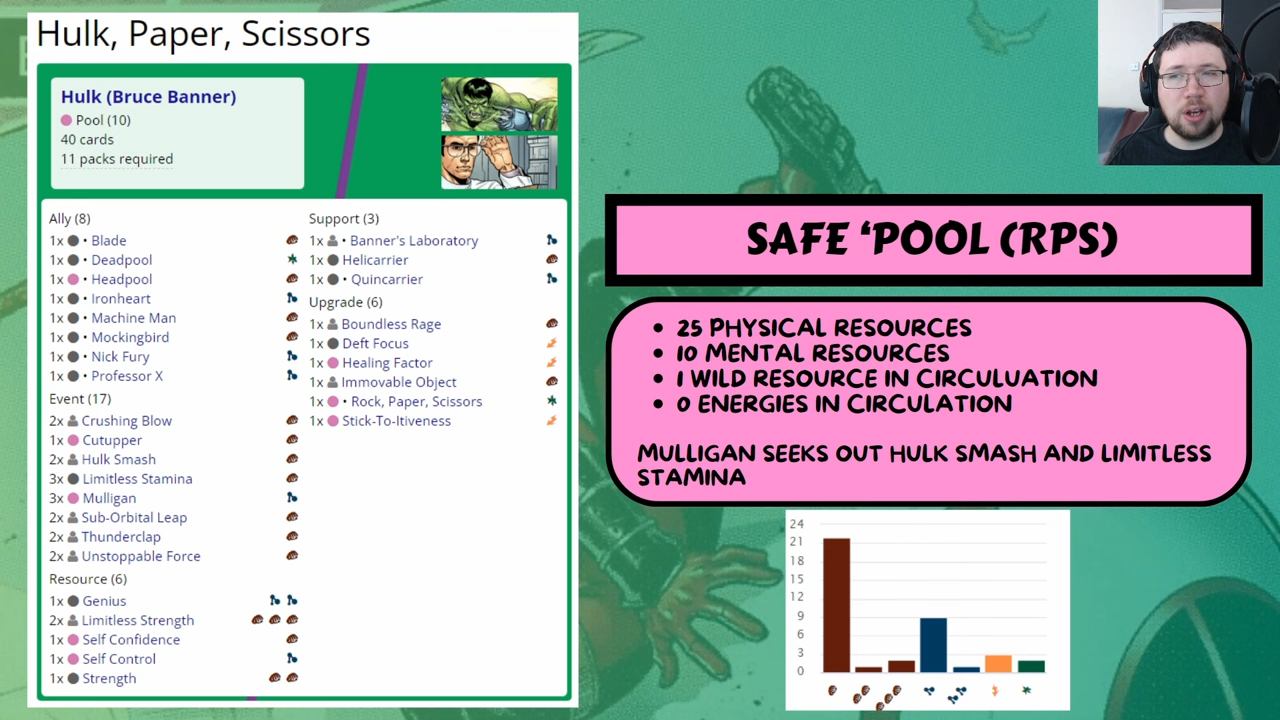 Hulk, Paper, Scissors
Hulk (Bruce Banner)
Pool (10)
40 cards
11 packs required
Ally (8)
1x • Blade
1x • Deadpool
1x • Headpool
1x • Ironheart
1x • Machine Man
1x • Mockingbird
1x • Nick Fury
1x • Professor X
Event (17)
2x Crushing Blow
1x Cutupper
2x Hulk Smash
3x Limitless Stamina
3x Mulligan
2x Sub-Orbital Leap
2x Thunderclap
2x Unstoppable Force
Resource (6)
1x Genius
2x Limitless Strength
1x Self Confidence
1x Self Control
1x Strength
Support (3)
1x • Banner's Laboratory
1x Helicarrier
1x • Quincarrier
Upgrade (6)
1x Boundless Rage
1x Deft Focus
1x Healing Factor
1x Immovable Object
1x • Rock, Paper, Scissors
1x Stick-To-Itiveness
SAFE ‘POOL (RPS)
• 25 PHYSICAL RESOURCES
• 10 MENTAL RESOURCES
• 1 WILD RESOURCE IN CIRCULUATION
• 0 ENERGIES IN CIRCULATION
MULLIGAN SEEKS OUT HULK SMASH AND LIMITLESS
STAMINA
24
21
18
15
12
9
6
3
0